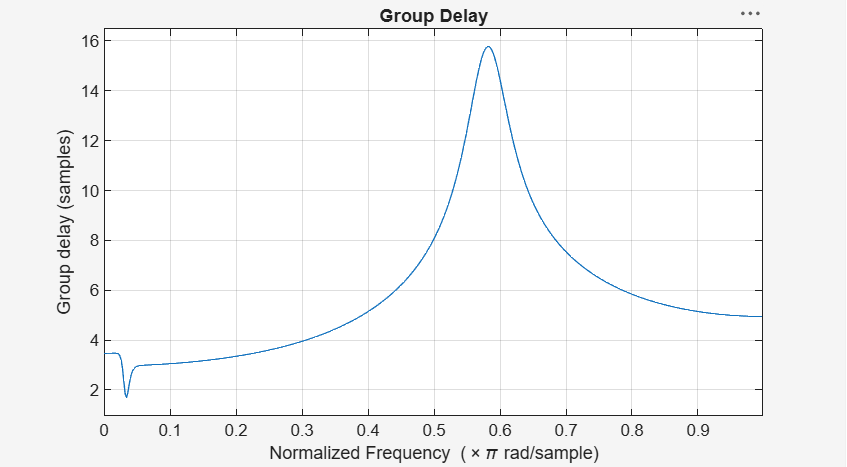 Group Delay
16
14
12
10
8
6
4
2
Group delay (samples)
0 0.1 0.2 0.3 0.4 0.5 0.6 0.7 0.8 0.9
Normalized Frequency (× π rad/sample)